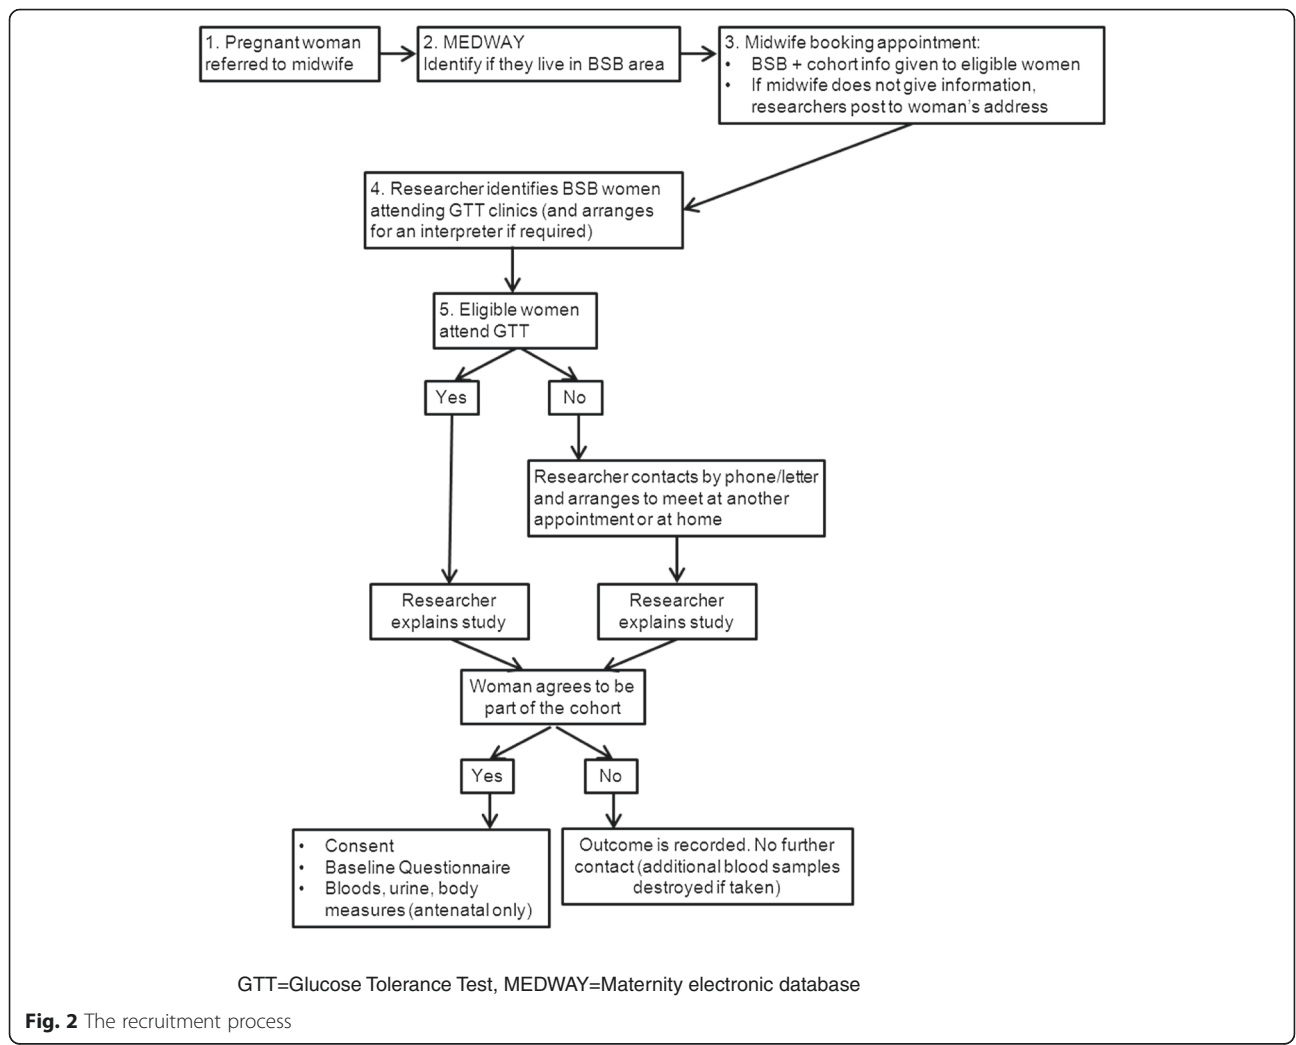 1. Pregnant woman
referred to midwife
2. MEDWAY
Identify if they live in BSB area
3. Midwife booking appointment:
• BSB + cohort info given to eligible women
• If midwife does not give information,
researchers post to woman's address
4. Researcher identifies BSB women
attending GTT clinics (and arranges
for an interpreter if required)
5. Eligible women
attend GTT
Yes
No
Researcher contacts by phone/letter
and arranges to meet at another
appointment or at home
Researcher
explains study
Researcher
explains study
Woman agrees to be
part of the cohort
Yes
No
• Consent
• Baseline Questionnaire
• Bloods, urine, body
measures (antenatal only)
Outcome is recorded. No further
contact (additional blood samples
destroyed if taken)
GTT=Glucose Tolerance Test, MEDWAY=Maternity electronic database
Fig. 2 The recruitment process